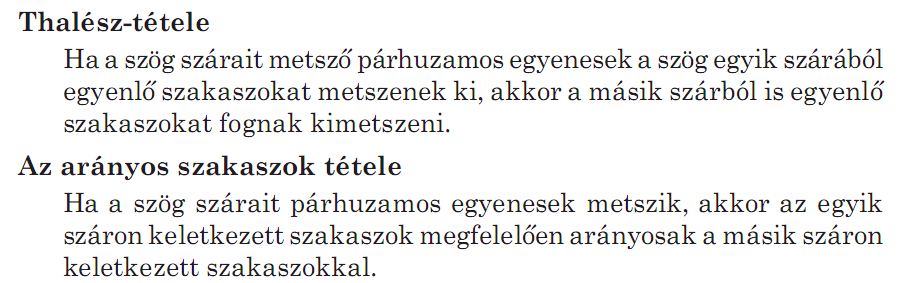 Thalész-tétele
Ha a szög szárait metsző párhuzamos egyenesek a szög egyik szárából
egyenlő szakaszokat metszenek ki, akkor a másik szárból is egyenlő
szakaszokat fognak kimetszeni.
Az arányos szakaszok tétele
Ha a szög szárait párhuzamos egyenesek metszik, akkor az egyik
száron keletkezett szakaszok megfelelően arányosak a másik száron
keletkezett szakaszokkal.